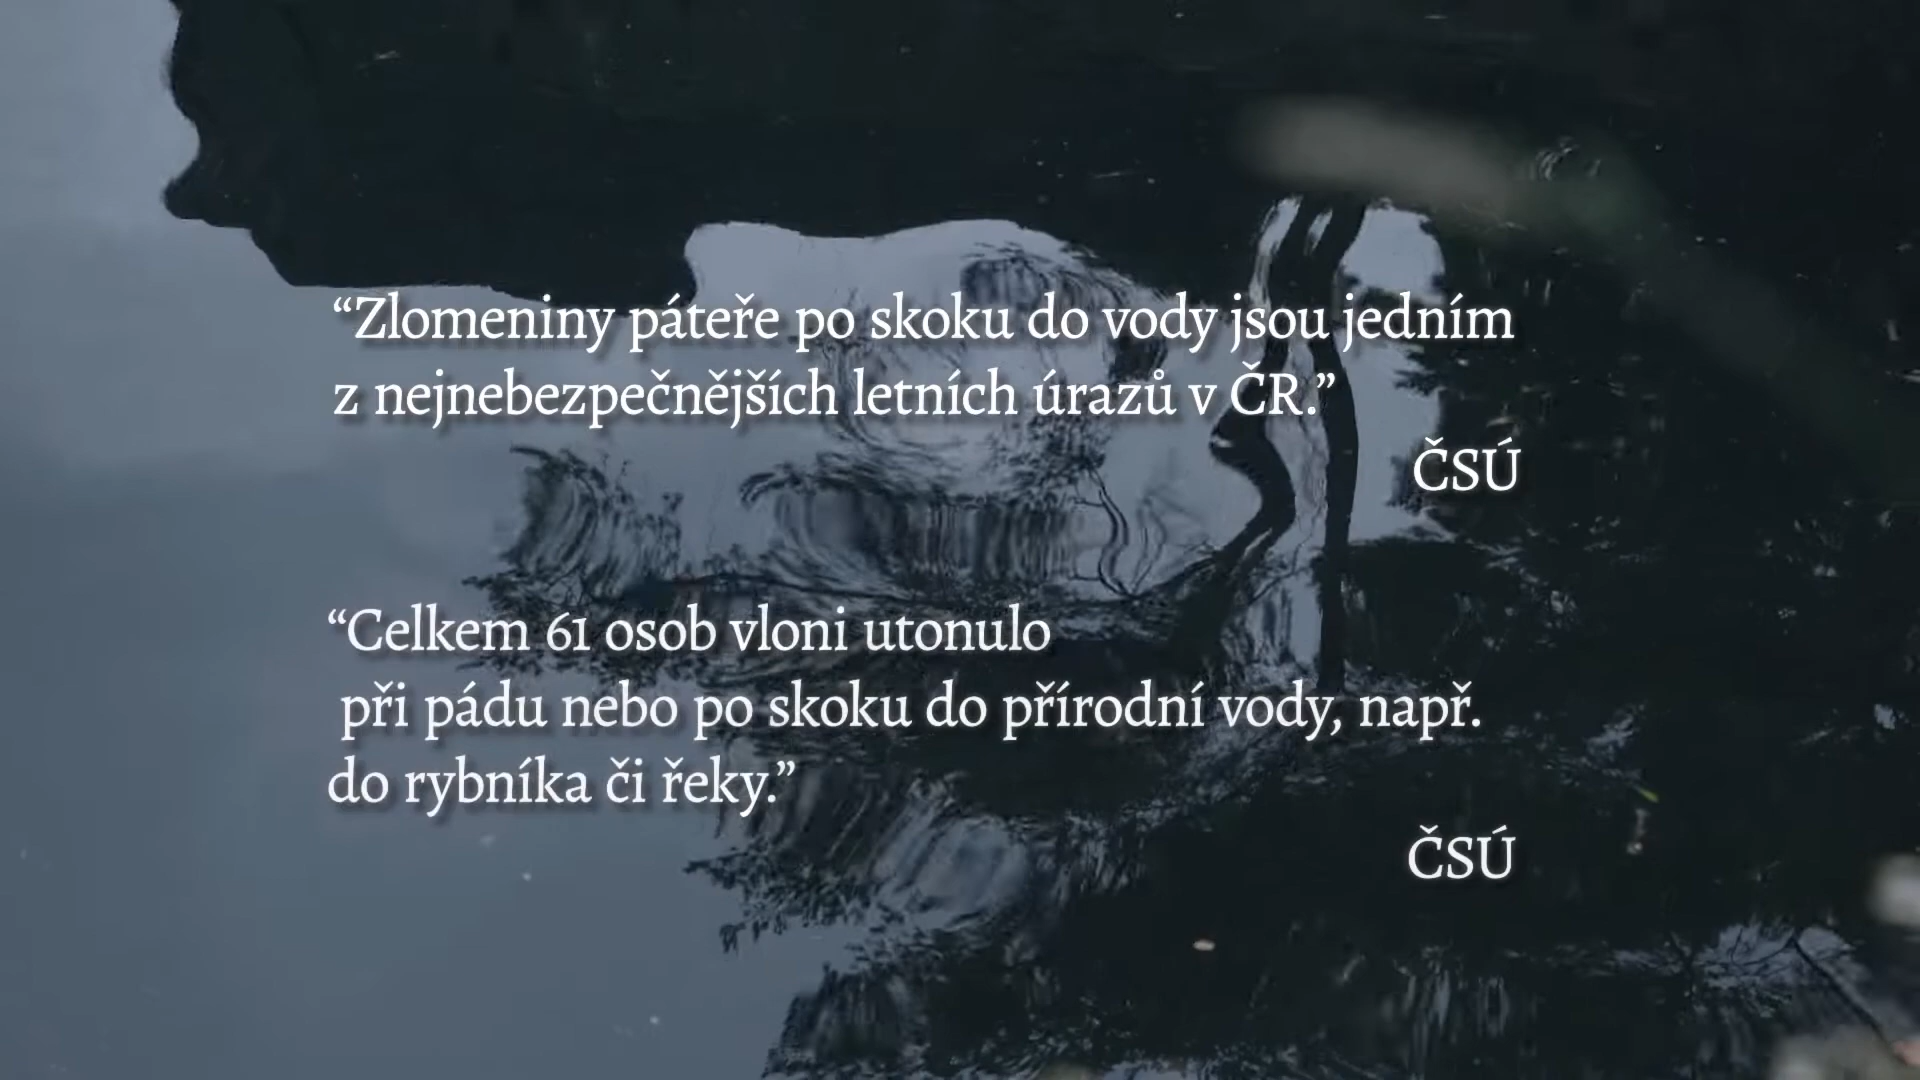 “Zlomeniny páteře po skoku do vody jsou jedním
z nejnebezpečnějších letních úrazů v ČR.”
ČSÚ
“Celkem 61 osob vloni utonulo
při pádu nebo po skoku do přírodní vody, např.
do rybníka či řeky.”
ČSÚ